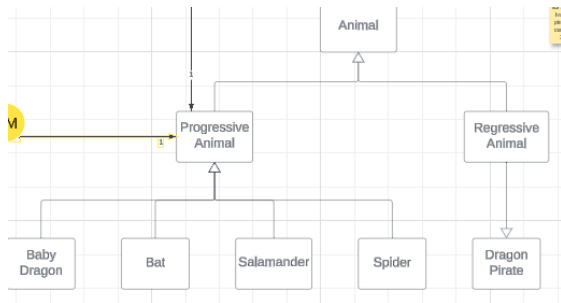 Animal
1
M
Progressive
Animal
1
Regressive
Animal
Baby
Dragon
Bat
Salamander
Spider
Dragon
Pirate